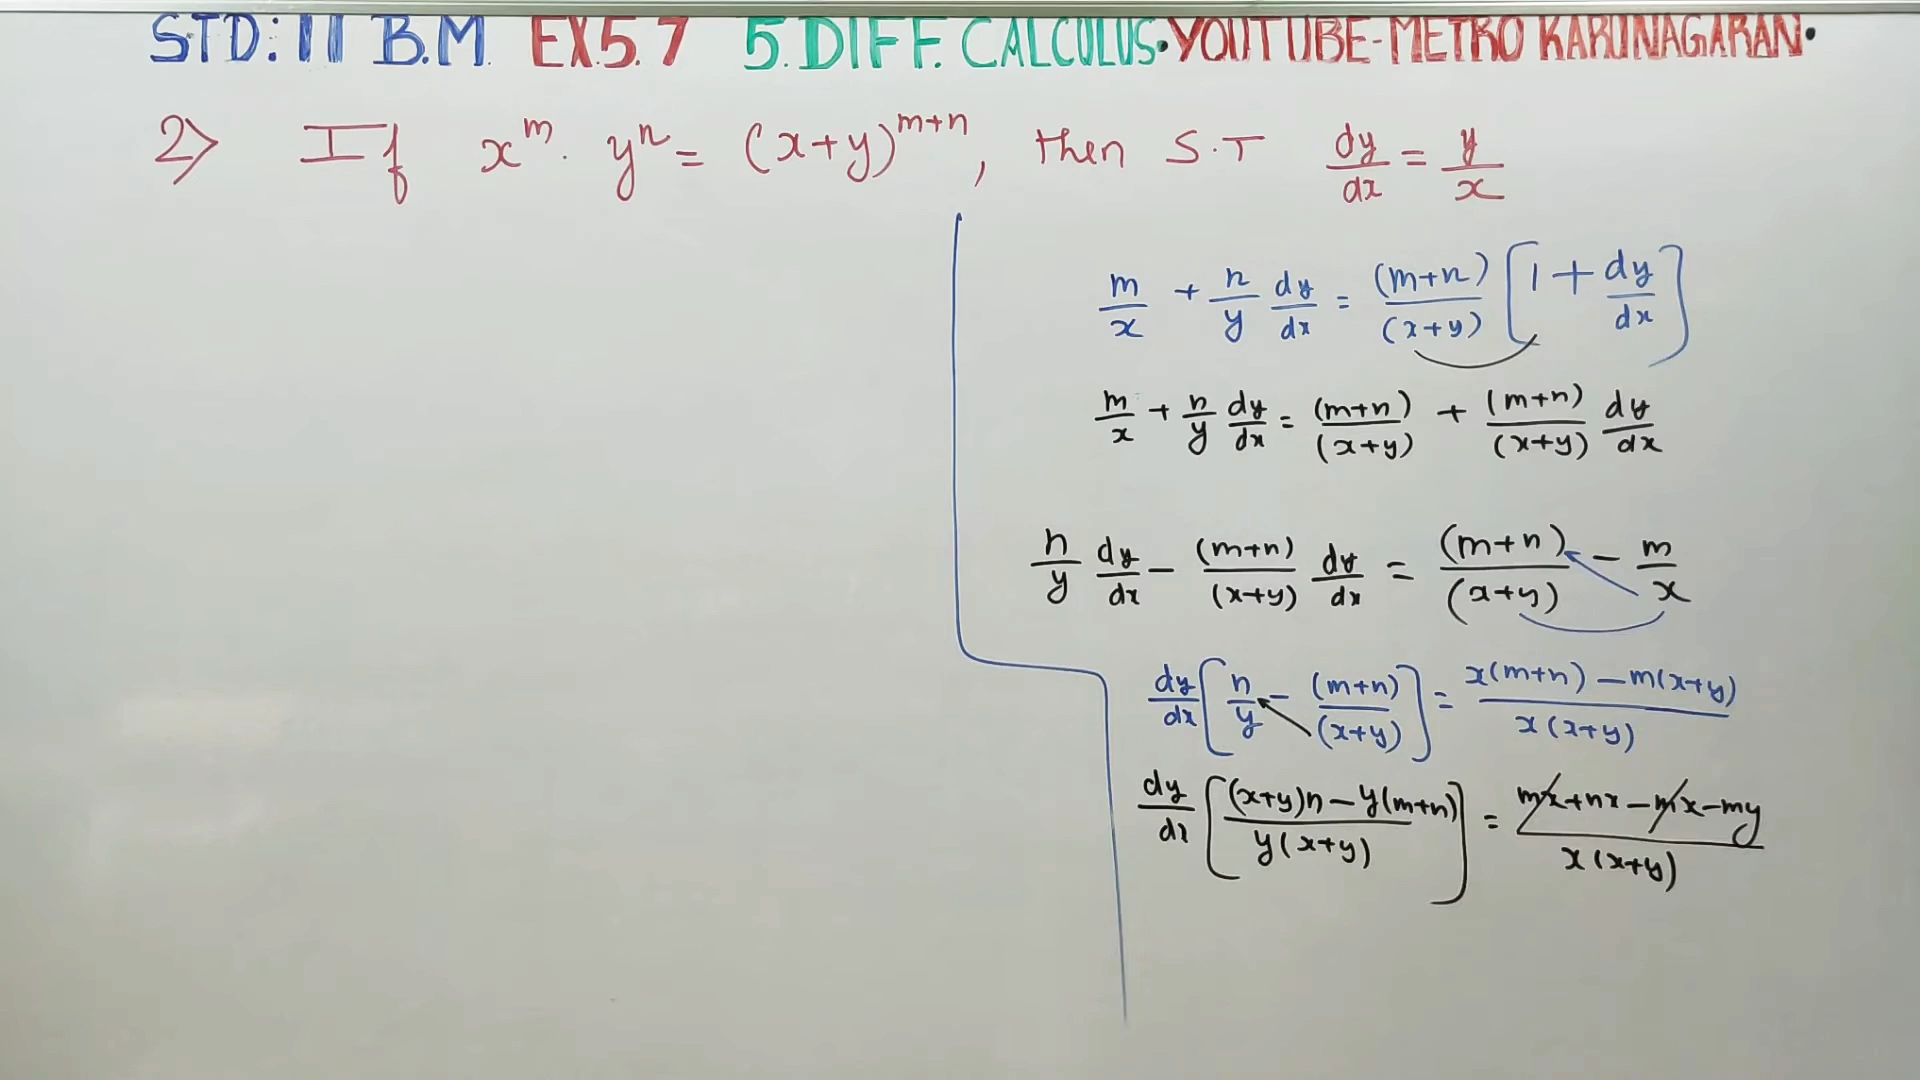 STD: 11 B.M. EX.5.7 5.DIFF. CALCULUS•YOUTUBE-METRO KARUNAGARAN•
2) If x^m . y^n = (x+y)^{m+n}, then S.T dy/dx = y/x
m/x + n/y dy/dx = (m+n)/(x+y) [1 + dy/dx]
m/x + n/y dy/dx = (m+n)/(x+y) + (m+n)/(x+y) dy/dx
n/y dy/dx - (m+n)/(x+y) dy/dx = (m+n)/(x+y) - m/x
dy/dx [n/y - (m+n)/(x+y)] = x(m+n) - m(x+y)/x(x+y)
dy/dx [(x+y)n - y(m+n)/y(x+y)] = mx+nx-mx-my/x(x+y)